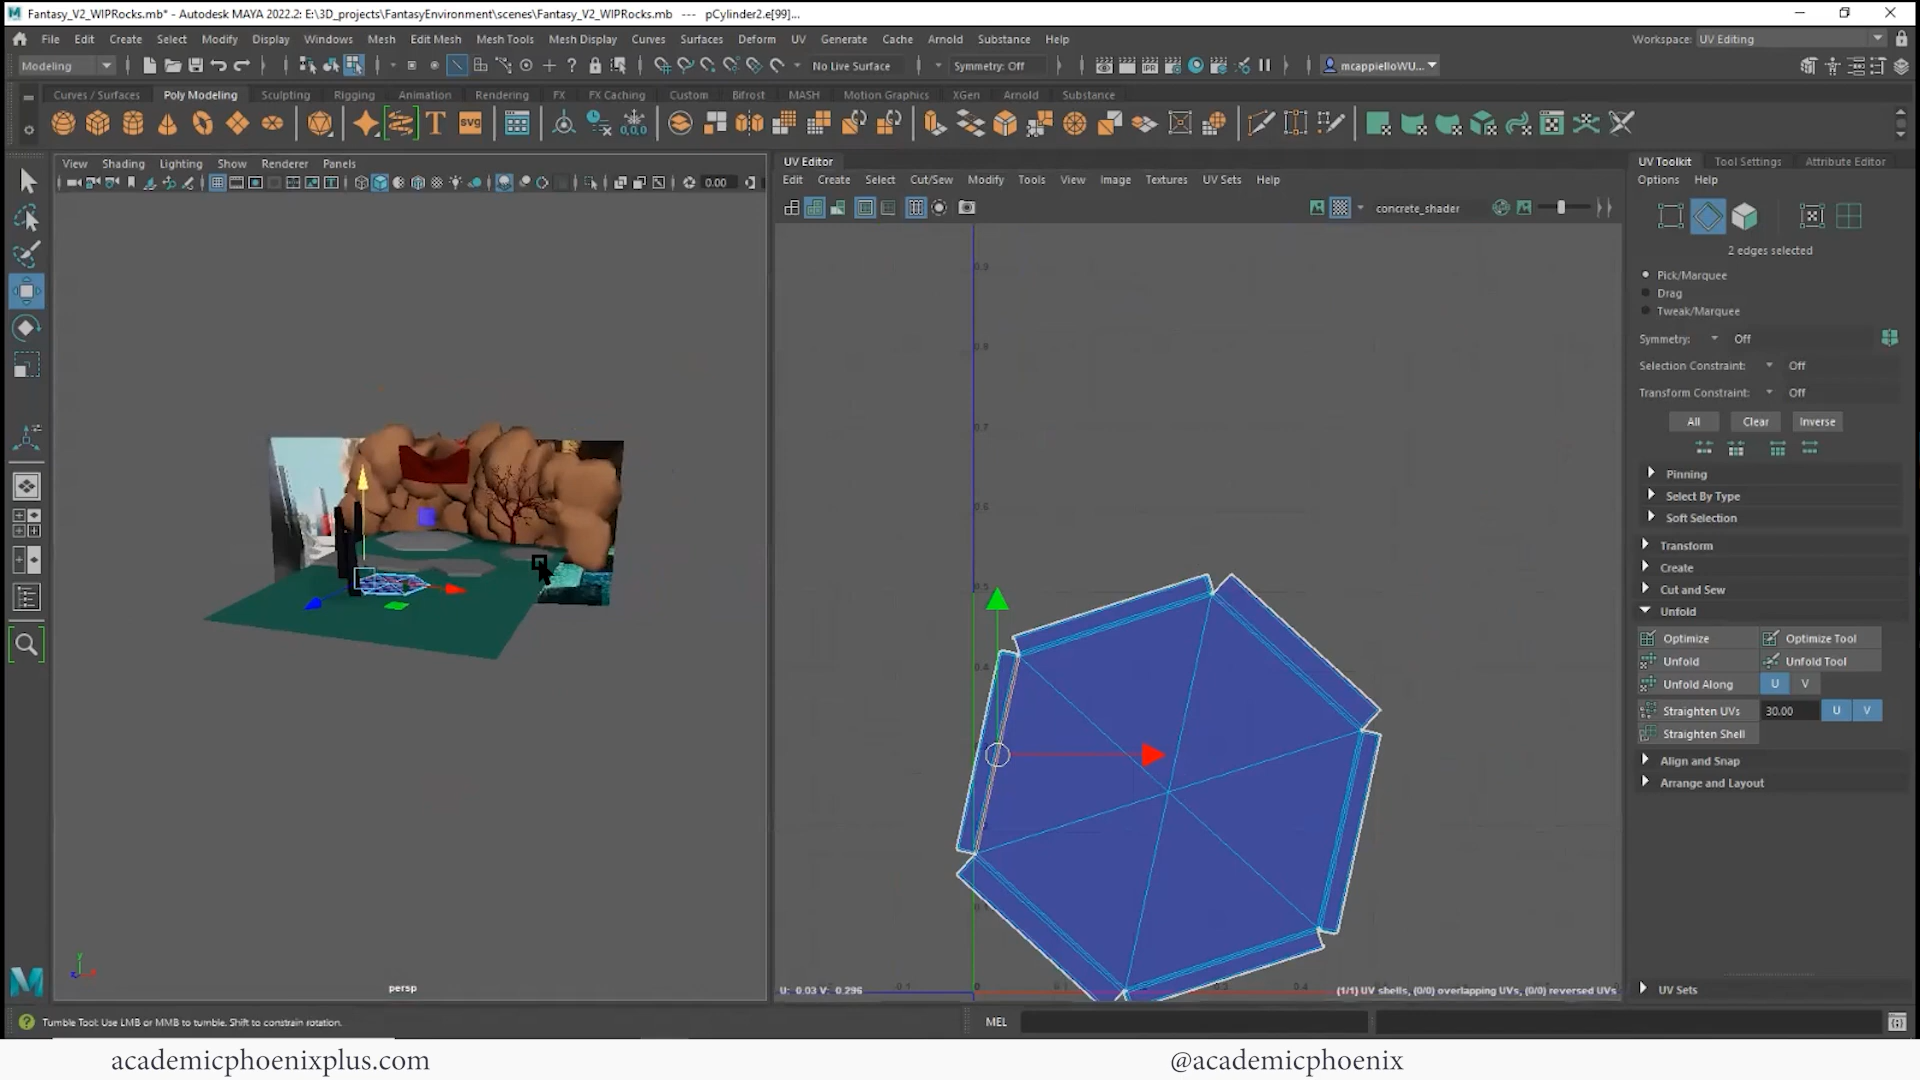 Fantasy_V2_WIPRocks.mb* - Autodesk MAYA 2022.2: E:\3D_projects\FantasyEnvironment\scenes\Fantasy_V2_WIPRocks.mb --- pCylinder2.e[99]...
File Edit Create Select Modify Display Windows Mesh Edit Mesh Mesh Tools Mesh Display Curves Surfaces Deform UV Generate Cache Arnold Substance Help
Workspace: UV Editing
Modeling No Live Surface Symmetry: Off mcappielloWU...
Curves / Surfaces Poly Modeling Sculpting Rigging Animation Rendering FX FX Caching Custom Bifrost MASH Motion Graphics XGen Arnold Substance
View Shading Lighting Show Renderer Panels
0.00
UV Editor
Edit Create Select Cut/Sew Modify Tools View Image Textures UV Sets Help
concrete_shader
UV Toolkit Tool Settings Attribute Editor
Options Help
2 edges selected
Pick/Marquee
Drag
Tweak/Marquee
Symmetry: Off
Selection Constraint: Off
Transform Constraint: Off
All Clear Inverse
Pinning
Select By Type
Soft Selection
Transform
Create
Cut and Sew
Unfold
Optimize Optimize Tool
Unfold Unfold Tool
Unfold Along U V
Straighten UVs 30.00 U V
Straighten Shell
Align and Snap
Arrange and Layout
UV Sets
persp
U: 0.03 V: 0.296
(1/1) UV shells, (0/0) overlapping UVs, (0/0) reversed UVs
Tumble Tool: Use LMB or MMB to tumble. Shift to constrain rotation.
MEL
academicphoenixplus.com
@academicphoenix